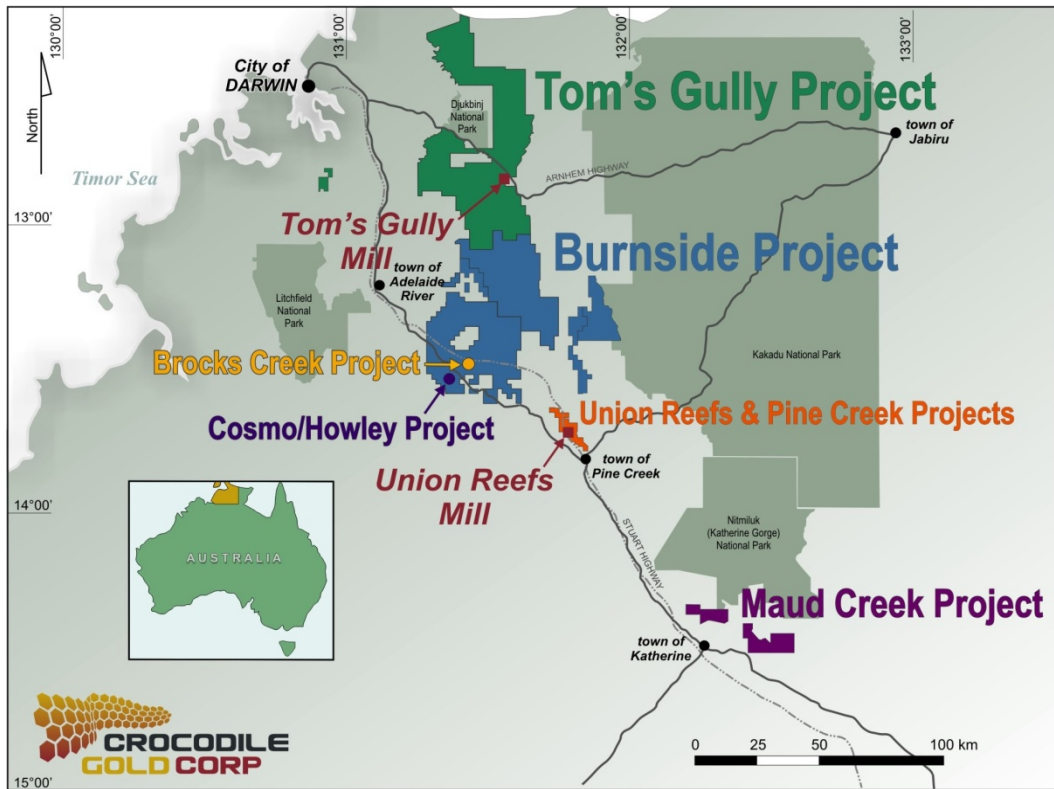 130°00'
131°00'
132°00'
133°00'
North
City of
DARWIN
Djukbinj
National
Park
Tom's Gully Project
town of
Jabiru
ARNHEM HIGHWAY
Timor Sea
13°00'
Tom's Gully
Mill
Burnside Project
town of
Adelaide
River
Litchfield
National
Park
Brocks Creek Project
Kakadu National Park
Cosmo/Howley Project
Union Reefs & Pine Creek Projects
town of
Pine Creek
Union Reefs
Mill
14°00'
AUSTRALIA
STUART HIGHWAY
Nitmiluk
(Katherine Gorge)
National Park
Maud Creek Project
town of
Katherine
CROCODILE
GOLD CORP
0 25 50 100 km
15°00'